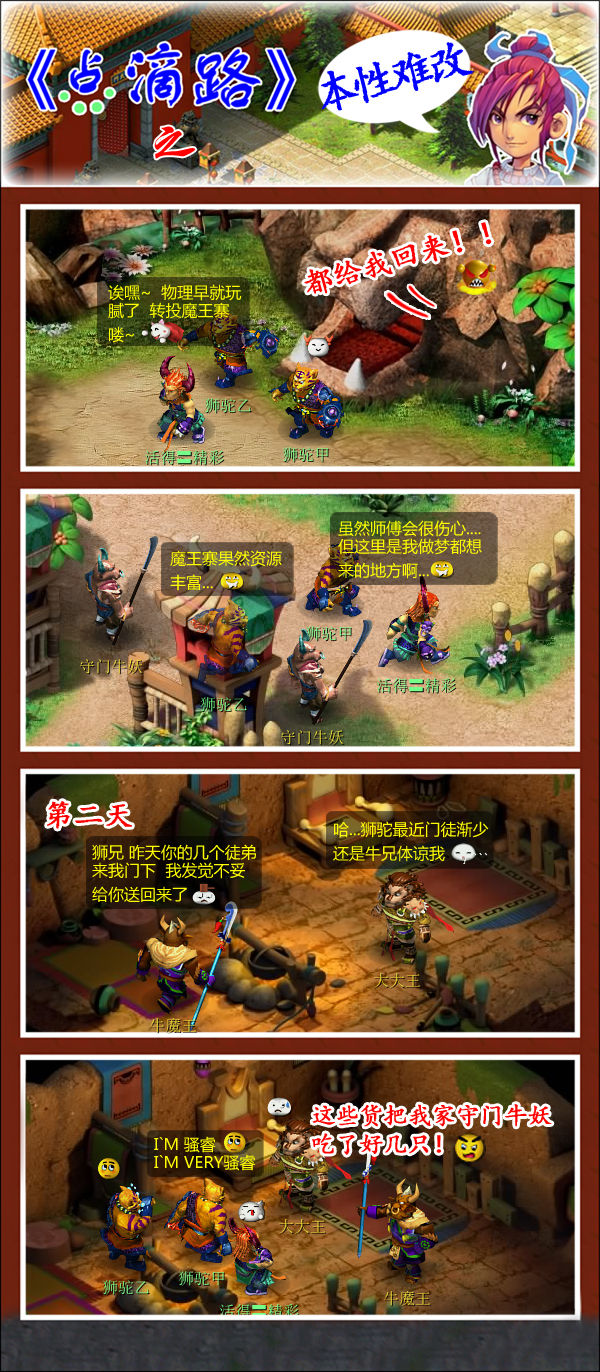 《点滴路》
之
本性难改
都给我回来！！
诶嘿~ 物理早就玩
腻了 转投魔王寨
喽~
狮驼乙
活得二精彩
狮驼甲
虽然师傅会很伤心....
但这里是我做梦都想
来的地方啊...
魔王寨果然资源
丰富...
狮驼甲
守门牛妖
活得二精彩
狮驼乙
守门牛妖
第二天
哈...狮驼最近门徒渐少
还是牛兄体谅我
狮兄 昨天你的几个徒弟
来我门下 我发觉不妥
给你送回来了
大大王
牛魔王
这些货把我家守门牛妖
吃了好几只！
I`M 骚睿
I`M VERY骚睿
大大王
狮驼乙
狮驼甲
牛魔王
活得二精彩